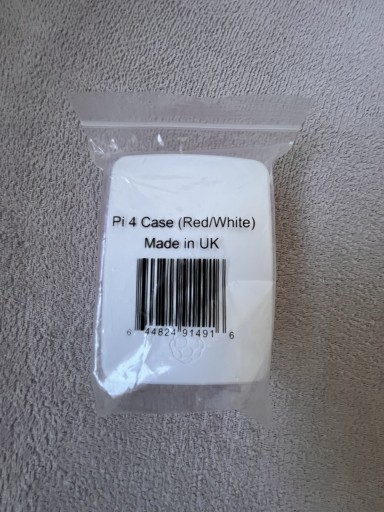 Pi 4 Case (Red/White)
Made in UK
6 44824 91491 6